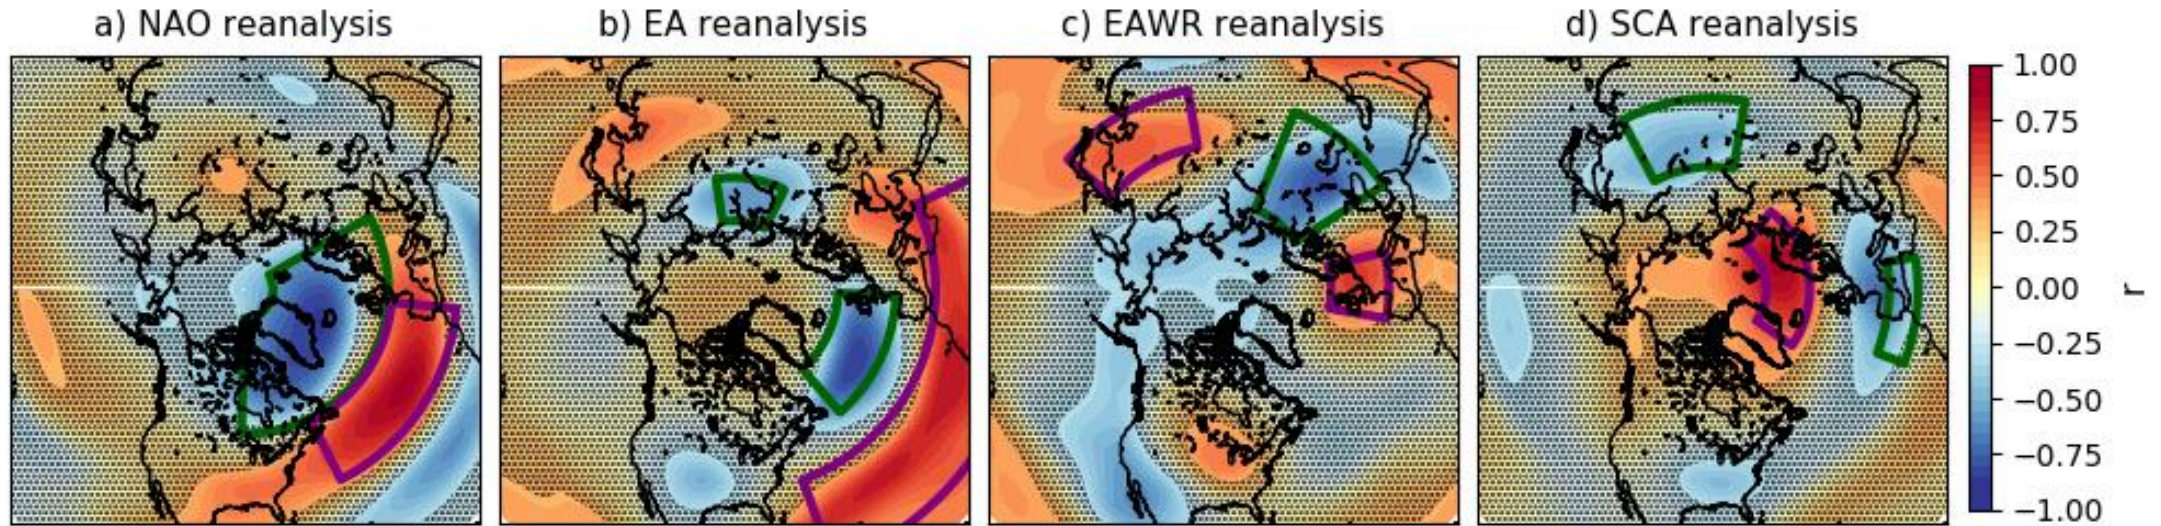 a) NAO reanalysis
b) EA reanalysis
c) EAWR reanalysis
d) SCA reanalysis
1.00
0.75
0.50
0.25
0.00
−0.25
−0.50
−0.75
−1.00
r